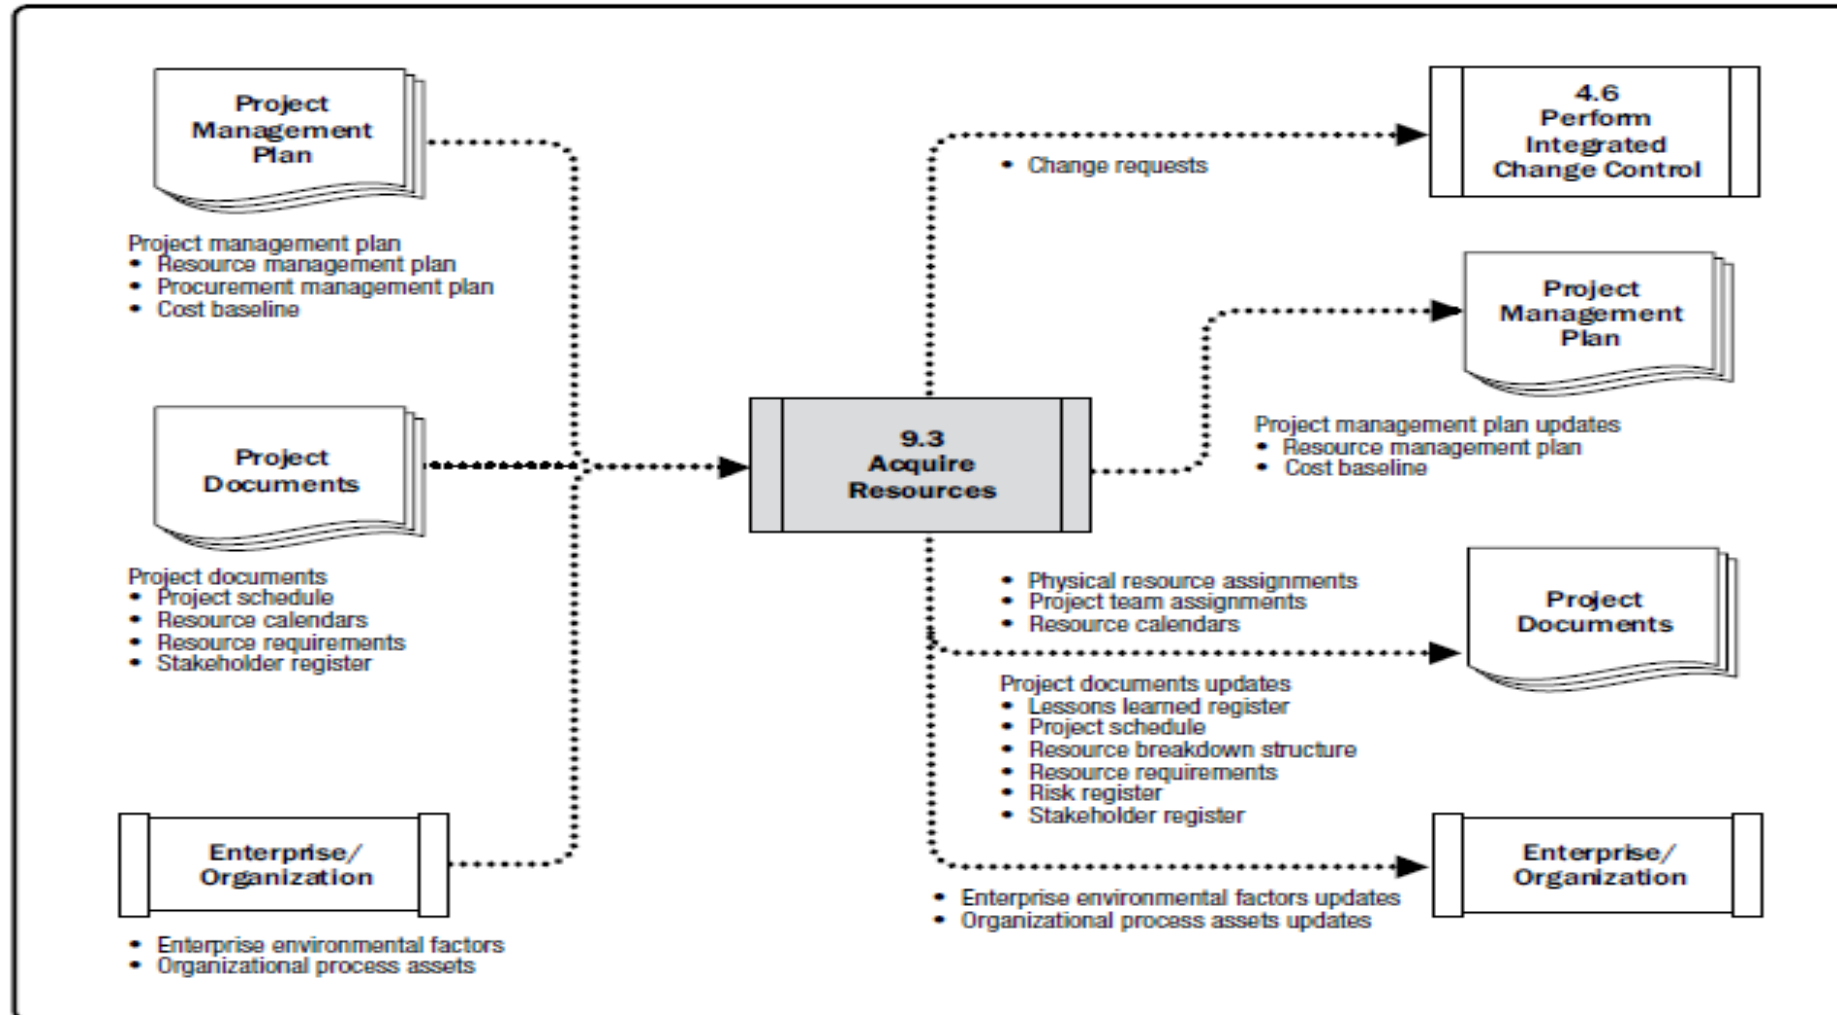 Project
Management
Plan
Project management plan
• Resource management plan
• Procurement management plan
• Cost baseline
Project
Documents
Project documents
• Project schedule
• Resource calendars
• Resource requirements
• Stakeholder register
Enterprise/
Organization
• Enterprise environmental factors
• Organizational process assets
9.3
Acquire
Resources
• Change requests
4.6
Perform
Integrated
Change Control
Project
Management
Plan
Project management plan updates
• Resource management plan
• Cost baseline
• Physical resource assignments
• Project team assignments
• Resource calendars
Project
Documents
Project documents updates
• Lessons learned register
• Project schedule
• Resource breakdown structure
• Resource requirements
• Risk register
• Stakeholder register
Enterprise/
Organization
• Enterprise environmental factors updates
• Organizational process assets updates